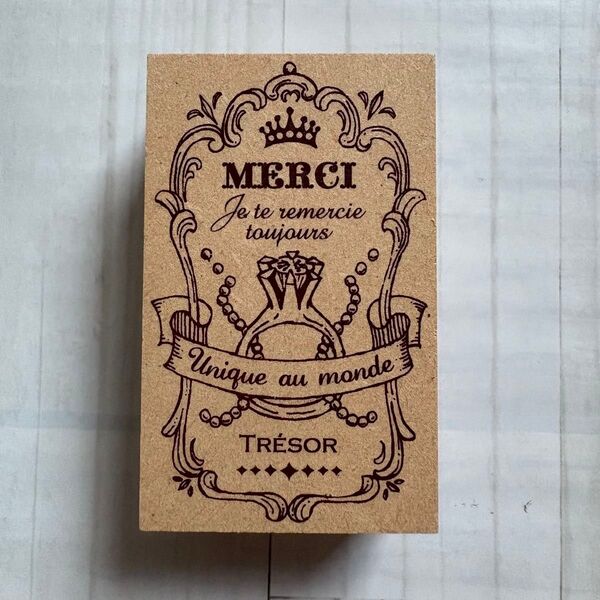 MERCI
Je te remercie
toujours
Unique au monde
TRÉSOR